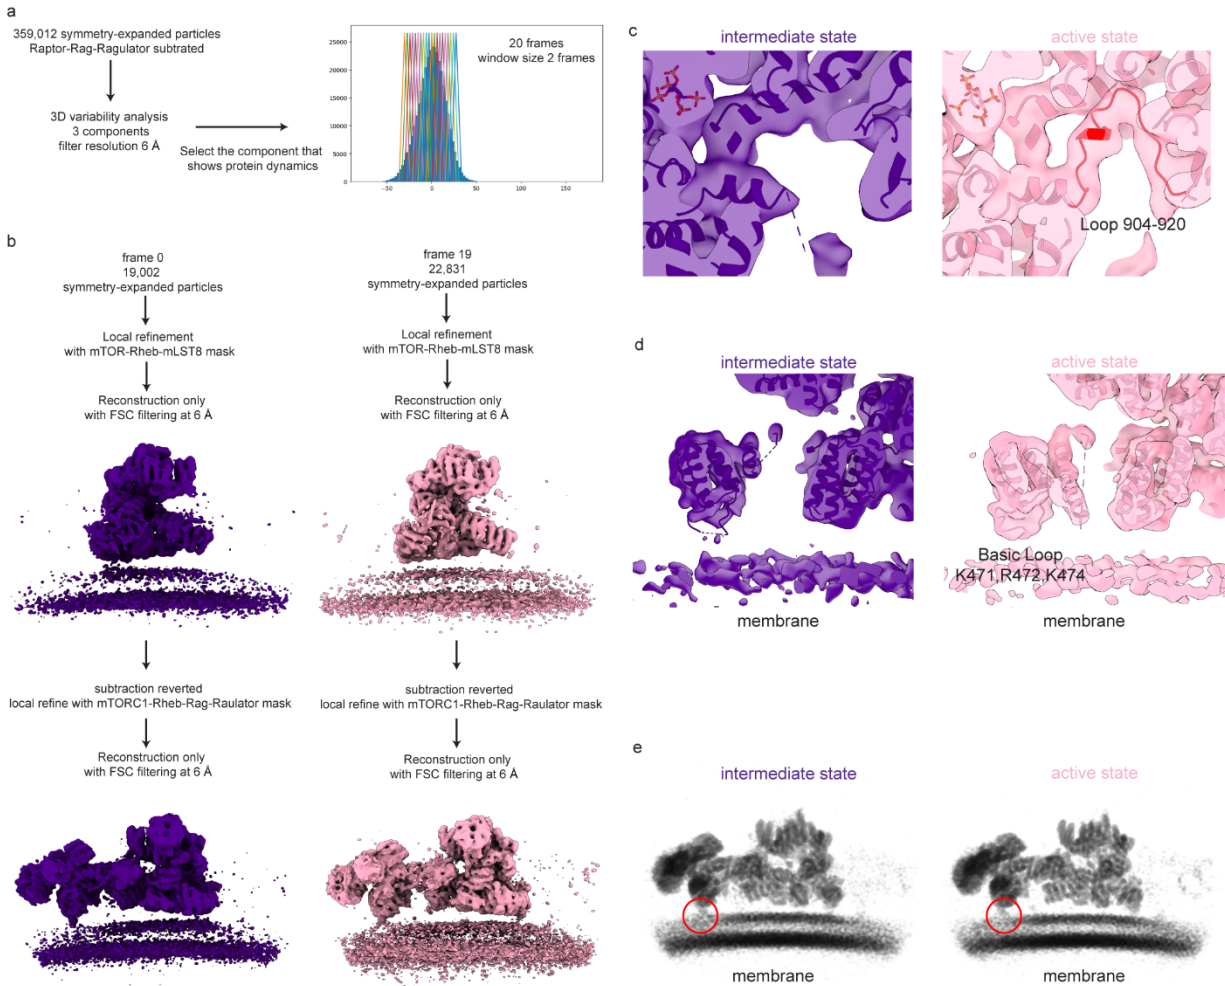 a
359,012 symmetry-expanded particles
Raptor-Rag-Ragulator subtrated
3D variability analysis
3 components
filter resolution 6 Å
Select the component that
shows protein dynamics
20 frames
window size 2 frames
25000
20000
15000
10000
5000
0
−50
0
50
100
150
b
frame 0
19,002
symmetry-expanded particles
Local refinement
with mTOR-Rheb-mLST8 mask
Reconstruction only
with FSC filtering at 6 Å
subtraction reverted
local refine with mTORC1-Rheb-Rag-Raulator mask
Reconstruction only
with FSC filtering at 6 Å
frame 19
22,831
symmetry-expanded particles
Local refinement
with mTOR-Rheb-mLST8 mask
Reconstruction only
with FSC filtering at 6 Å
subtraction reverted
local refine with mTORC1-Rheb-Rag-Raulator mask
Reconstruction only
with FSC filtering at 6 Å
c
intermediate state
active state
Loop 904-920
d
intermediate state
active state
Basic Loop
K471,R472,K474
membrane
membrane
e
intermediate state
active state
membrane
membrane